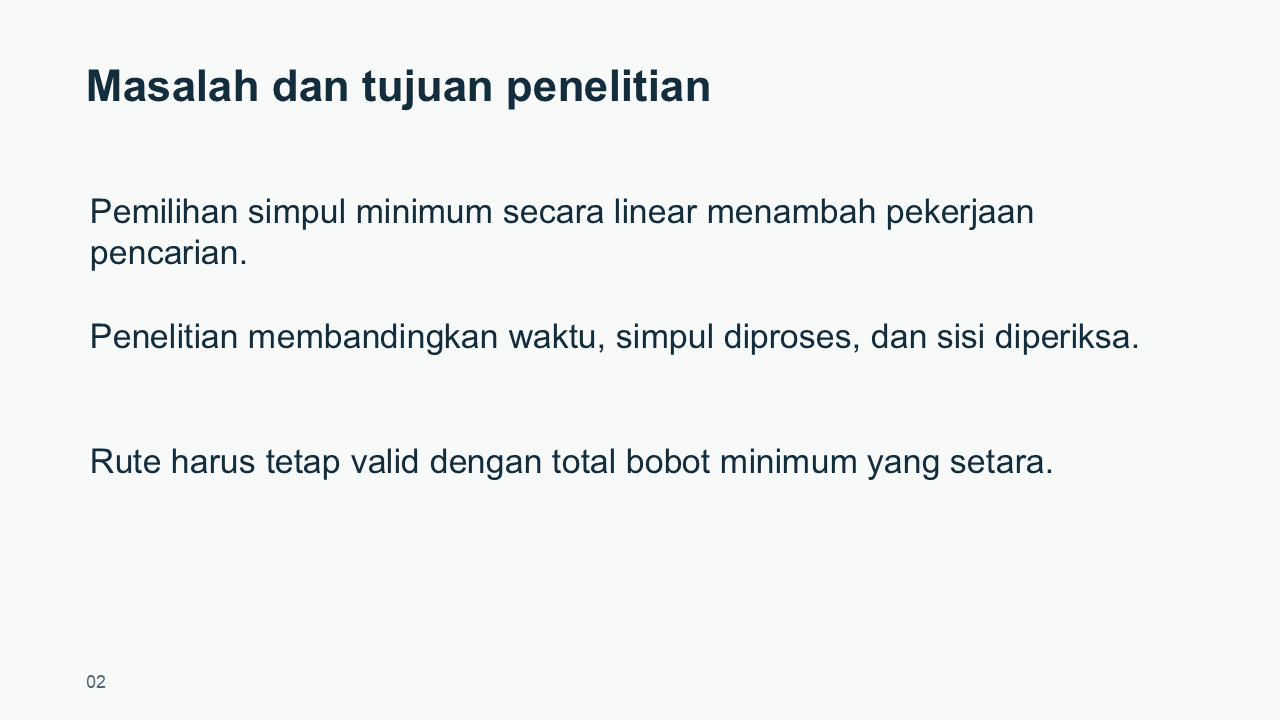 Masalah dan tujuan penelitian
Pemilihan simpul minimum secara linear menambah pekerjaan
pencarian.
Penelitian membandingkan waktu, simpul diproses, dan sisi diperiksa.
Rute harus tetap valid dengan total bobot minimum yang setara.
02